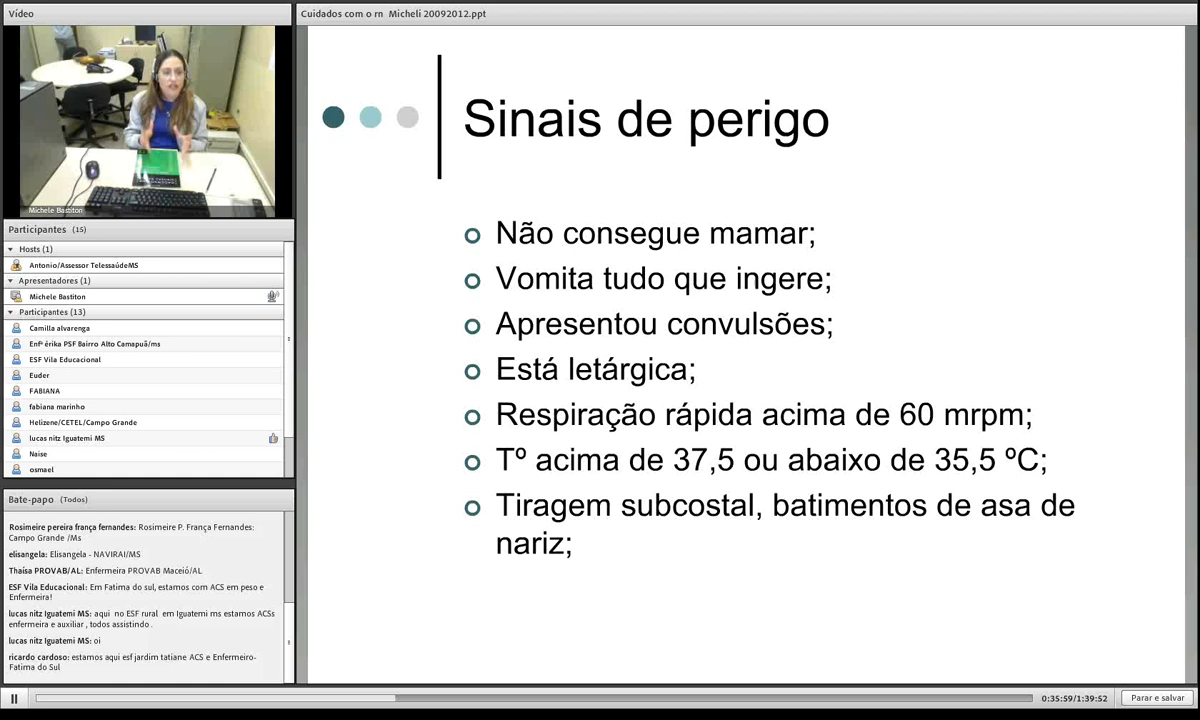 Vídeo
Michele Bastiton
Participantes (15)
Hosts (1)
Antonio/Assessor TelessaúdeMS
Apresentadores (1)
Michele Bastiton
Participantes (13)
Camilla alvarenga
Enfª érika PSF Bairro Alto Camapuã/ms
ESF Vila Educacional
Euder
FABIANA
fabiana marinho
Helizene/CETEL/Campo Grande
lucas nitz Iguatemi MS
Naise
osmael
Bate-papo (Todos)
Rosimeire pereira frança fernandes: Rosimeire P. França Fernandes:
Campo Grande /Ms
elisangela: Elisangela - NAVIRAI/MS
Thaísa PROVAB/AL: Enfermeira PROVAB Maceió/AL
ESF Vila Educacional: Em Fatima do sul, estamos com ACS em peso e
Enfermeira!
lucas nitz Iguatemi MS: aqui no ESF rural em Iguatemi ms estamos ACSs
enfermeira e auxiliar , todos assistindo .
lucas nitz Iguatemi MS: oi
ricardo cardoso: estamos aqui esf jardim tatiane ACS e Enfermeiro-
Fatima do Sul
Cuidados com o rn Micheli 20092012.ppt
Sinais de perigo
Não consegue mamar;
Vomita tudo que ingere;
Apresentou convulsões;
Está letárgica;
Respiração rápida acima de 60 mrpm;
Tº acima de 37,5 ou abaixo de 35,5 ºC;
Tiragem subcostal, batimentos de asa de
nariz;
0:35:59/1:39:52
Parar e salvar